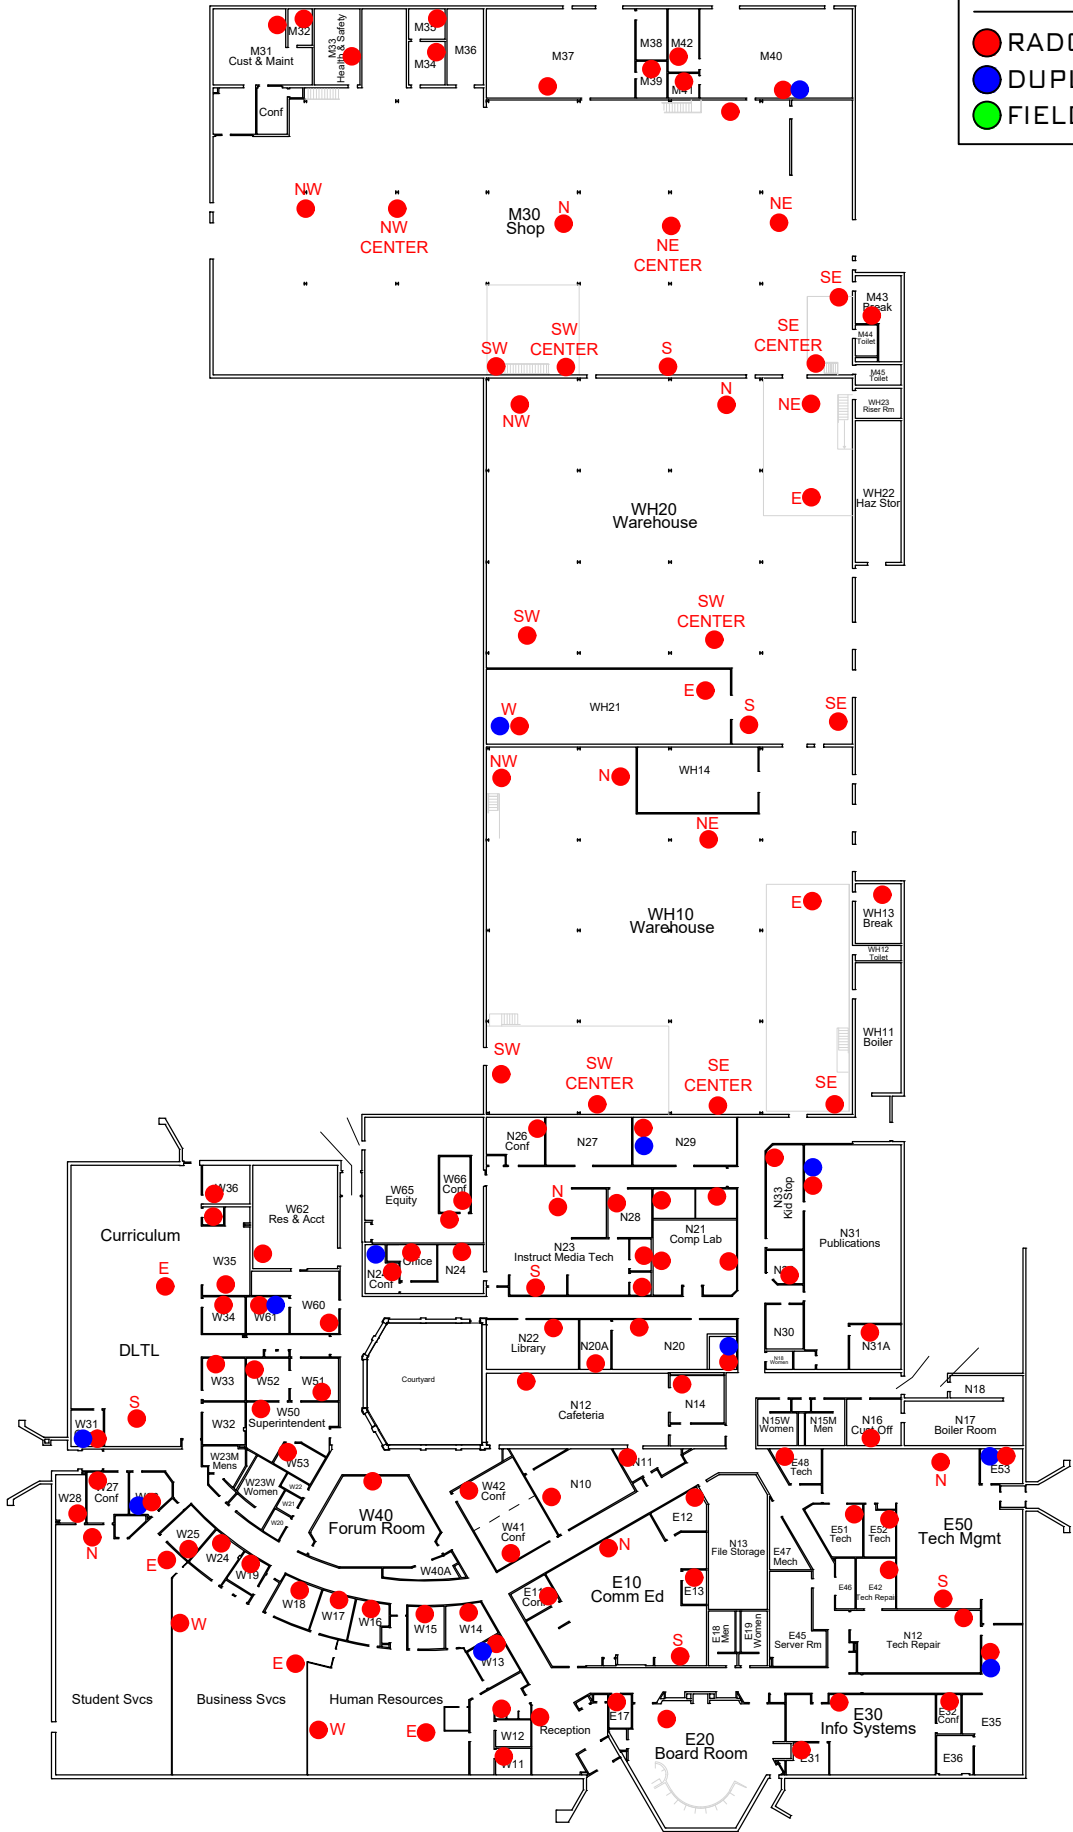 RADO
DUPL
FIELD
M31
Cust & Maint
M32
M33
Health & Safety
M35
M34
M36
M37
M38
M42
M39
M41
M40
Conf
NW
NW
CENTER
M30
Shop
N
NE
CENTER
NE
SE
M43
Break
M44
Toilet
SW
SW
CENTER
S
SE
CENTER
M45
Toilet
NW
N
NE
WH23
Riser Rm
E
WH22
Haz Stor
WH20
Warehouse
SW
SW
CENTER
E
WH21
W
S
SE
NW
N
WH14
NE
E
WH13
Break
WH10
Warehouse
WH12
Toilet
WH11
Boiler
SW
SW
CENTER
SE
CENTER
SE
N26
Conf
N27
N29
N33
Kid Stop
N31
Publications
W36
W62
Res & Acct
W65
Equity
W66
Conf
N
N28
N21
Comp Lab
Curriculum
N23
Instruct Media Tech
W35
E
Office
N24
Conf
N24
S
W34
W61
W60
N30
N31A
N18
Women
DLTL
N22
Library
N20A
N20
W33
W52
W51
Courtyard
W50
Superintendent
S
W31
W32
N12
Cafeteria
N14
N18
N15W
Women
N15M
Men
N16
Cust Off
N17
Boiler Room
W23M
Mens
W53
W23W
Women
W22
W21
W20
W27
Conf
W28
N
N11
N10
W42
Conf
W41
Conf
E48
Tech
N
E53
W40
Forum Room
W40A
W25
W24
W19
E
E12
N
N13
File Storage
E51
Tech
E52
Tech
E50
Tech Mgmt
E47
Mech
E10
Comm Ed
E11
Conf
E13
E46
E42
Tech Repair
S
W18
W17
W16
W15
W14
W13
W
E
E18
Men
E19
Women
E45
Server Rm
N12
Tech Repair
S
Student Svcs
Business Svcs
Human Resources
W
E
W12
W11
Reception
E17
E20
Board Room
E30
Info Systems
E32
Conf
E35
E31
E36